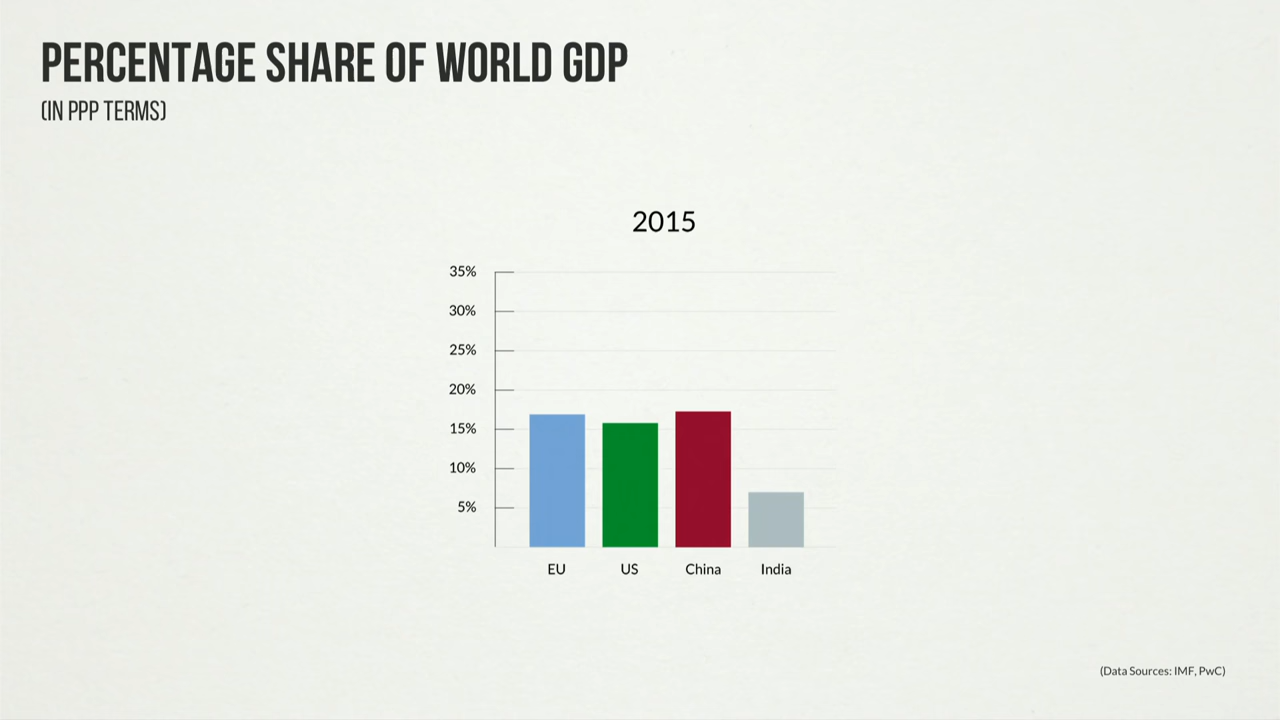 PERCENTAGE SHARE OF WORLD GDP
(IN PPP TERMS)
2015
35%
30%
25%
20%
15%
10%
5%
EU US China India
(Data Sources: IMF, PwC)